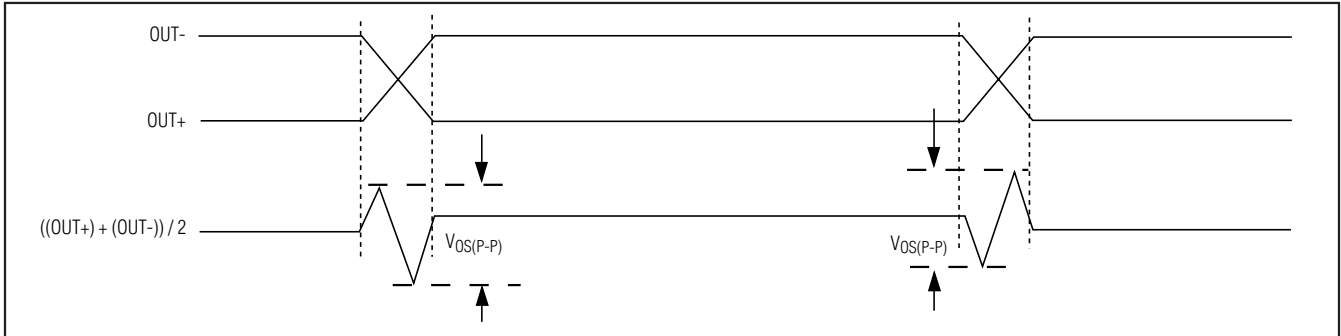 OUT-
OUT+
((OUT+) + (OUT-)) / 2
VOS(P-P)
VOS(P-P)